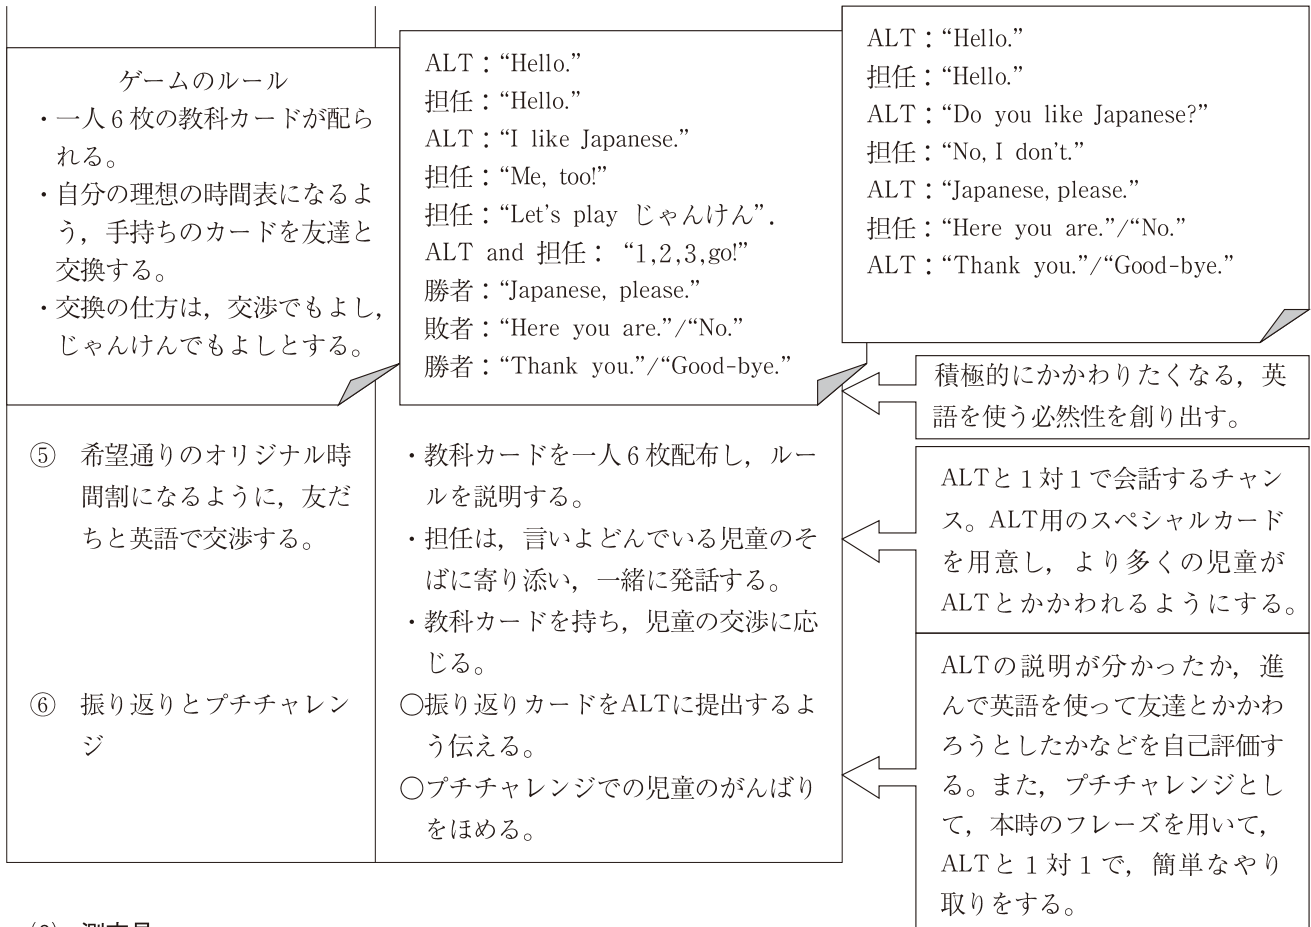 ゲームのルール
・一人6枚の教科カードが配ら
れる。
・自分の理想の時間表になるよ
う，手持ちのカードを友達と
交換する。
・交換の仕方は，交渉でもよし，
じゃんけんでもよしとする。
ALT：“Hello.”
担任：“Hello.”
ALT：“I like Japanese.”
担任：“Me, too!”
担任：“Let's play じゃんけん”.
ALT and 担任： “1,2,3,go!”
勝者：“Japanese, please.”
敗者：“Here you are.”/“No.”
勝者：“Thank you.”/“Good-bye.”
ALT：“Hello.”
担任：“Hello.”
ALT：“Do you like Japanese?”
担任：“No, I don't.”
ALT：“Japanese, please.”
担任：“Here you are.”/“No.”
ALT：“Thank you.”/“Good-bye.”
積極的にかかわりたくなる，英
語を使う必然性を創り出す。
⑤ 希望通りのオリジナル時
間割になるように，友だ
ちと英語で交渉する。
・教科カードを一人6枚配布し，ルー
ルを説明する。
・担任は，言いよどんでいる児童のそ
ばに寄り添い，一緒に発話する。
・教科カードを持ち，児童の交渉に応
じる。
ALTと1対1で会話するチャン
ス。ALT用のスペシャルカード
を用意し，より多くの児童が
ALTとかかわれるようにする。
⑥ 振り返りとプチチャレン
ジ
○振り返りカードをALTに提出するよ
う伝える。
○プチチャレンジでの児童のがんばり
をほめる。
ALTの説明が分かったか，進
んで英語を使って友達とかかわ
ろうとしたかなどを自己評価す
る。また，プチチャレンジとし
て，本時のフレーズを用いて，
ALTと1対1で，簡単なやり
取りをする。